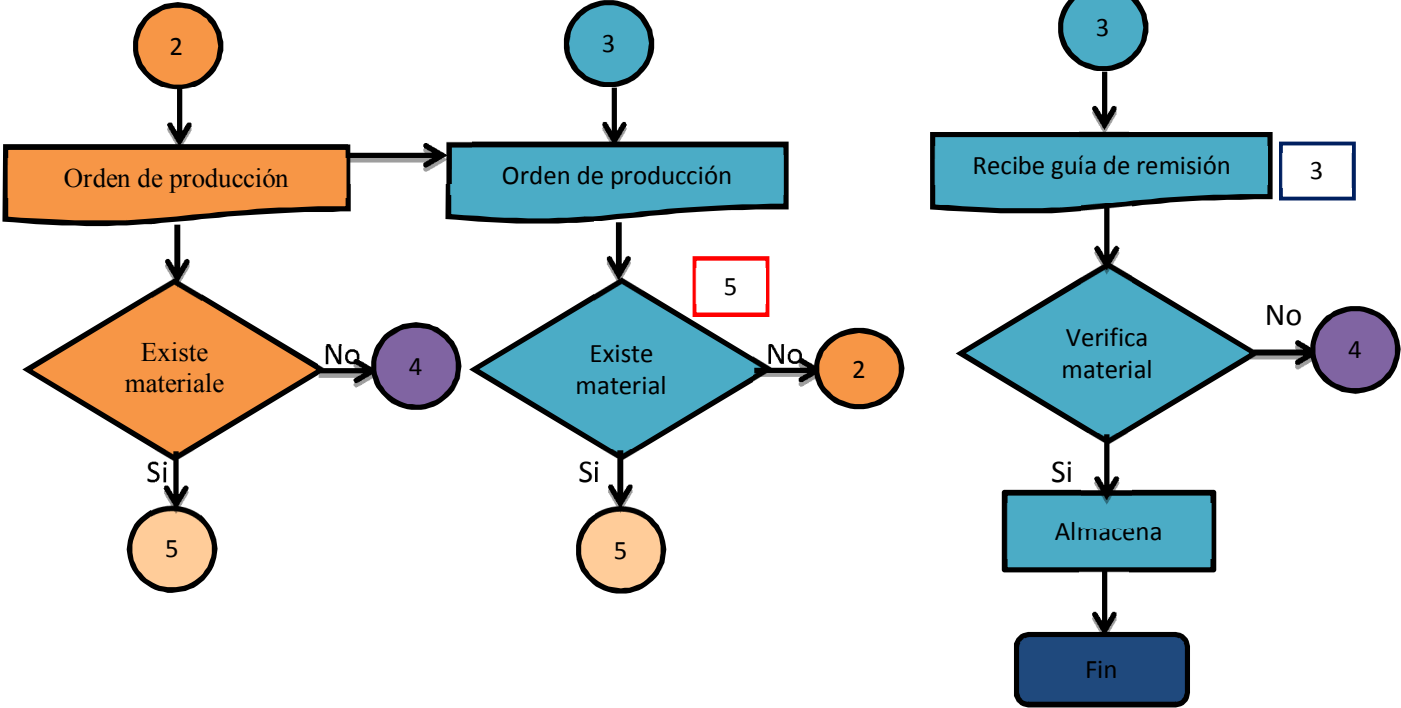 2
Orden de producción
Existe
materiale
No
4
Si
5
3
Orden de producción
5
Existe
material
No
2
Si
5
3
Recibe guía de remisión
3
Verifica
material
No
4
Si
Almacena
Fin